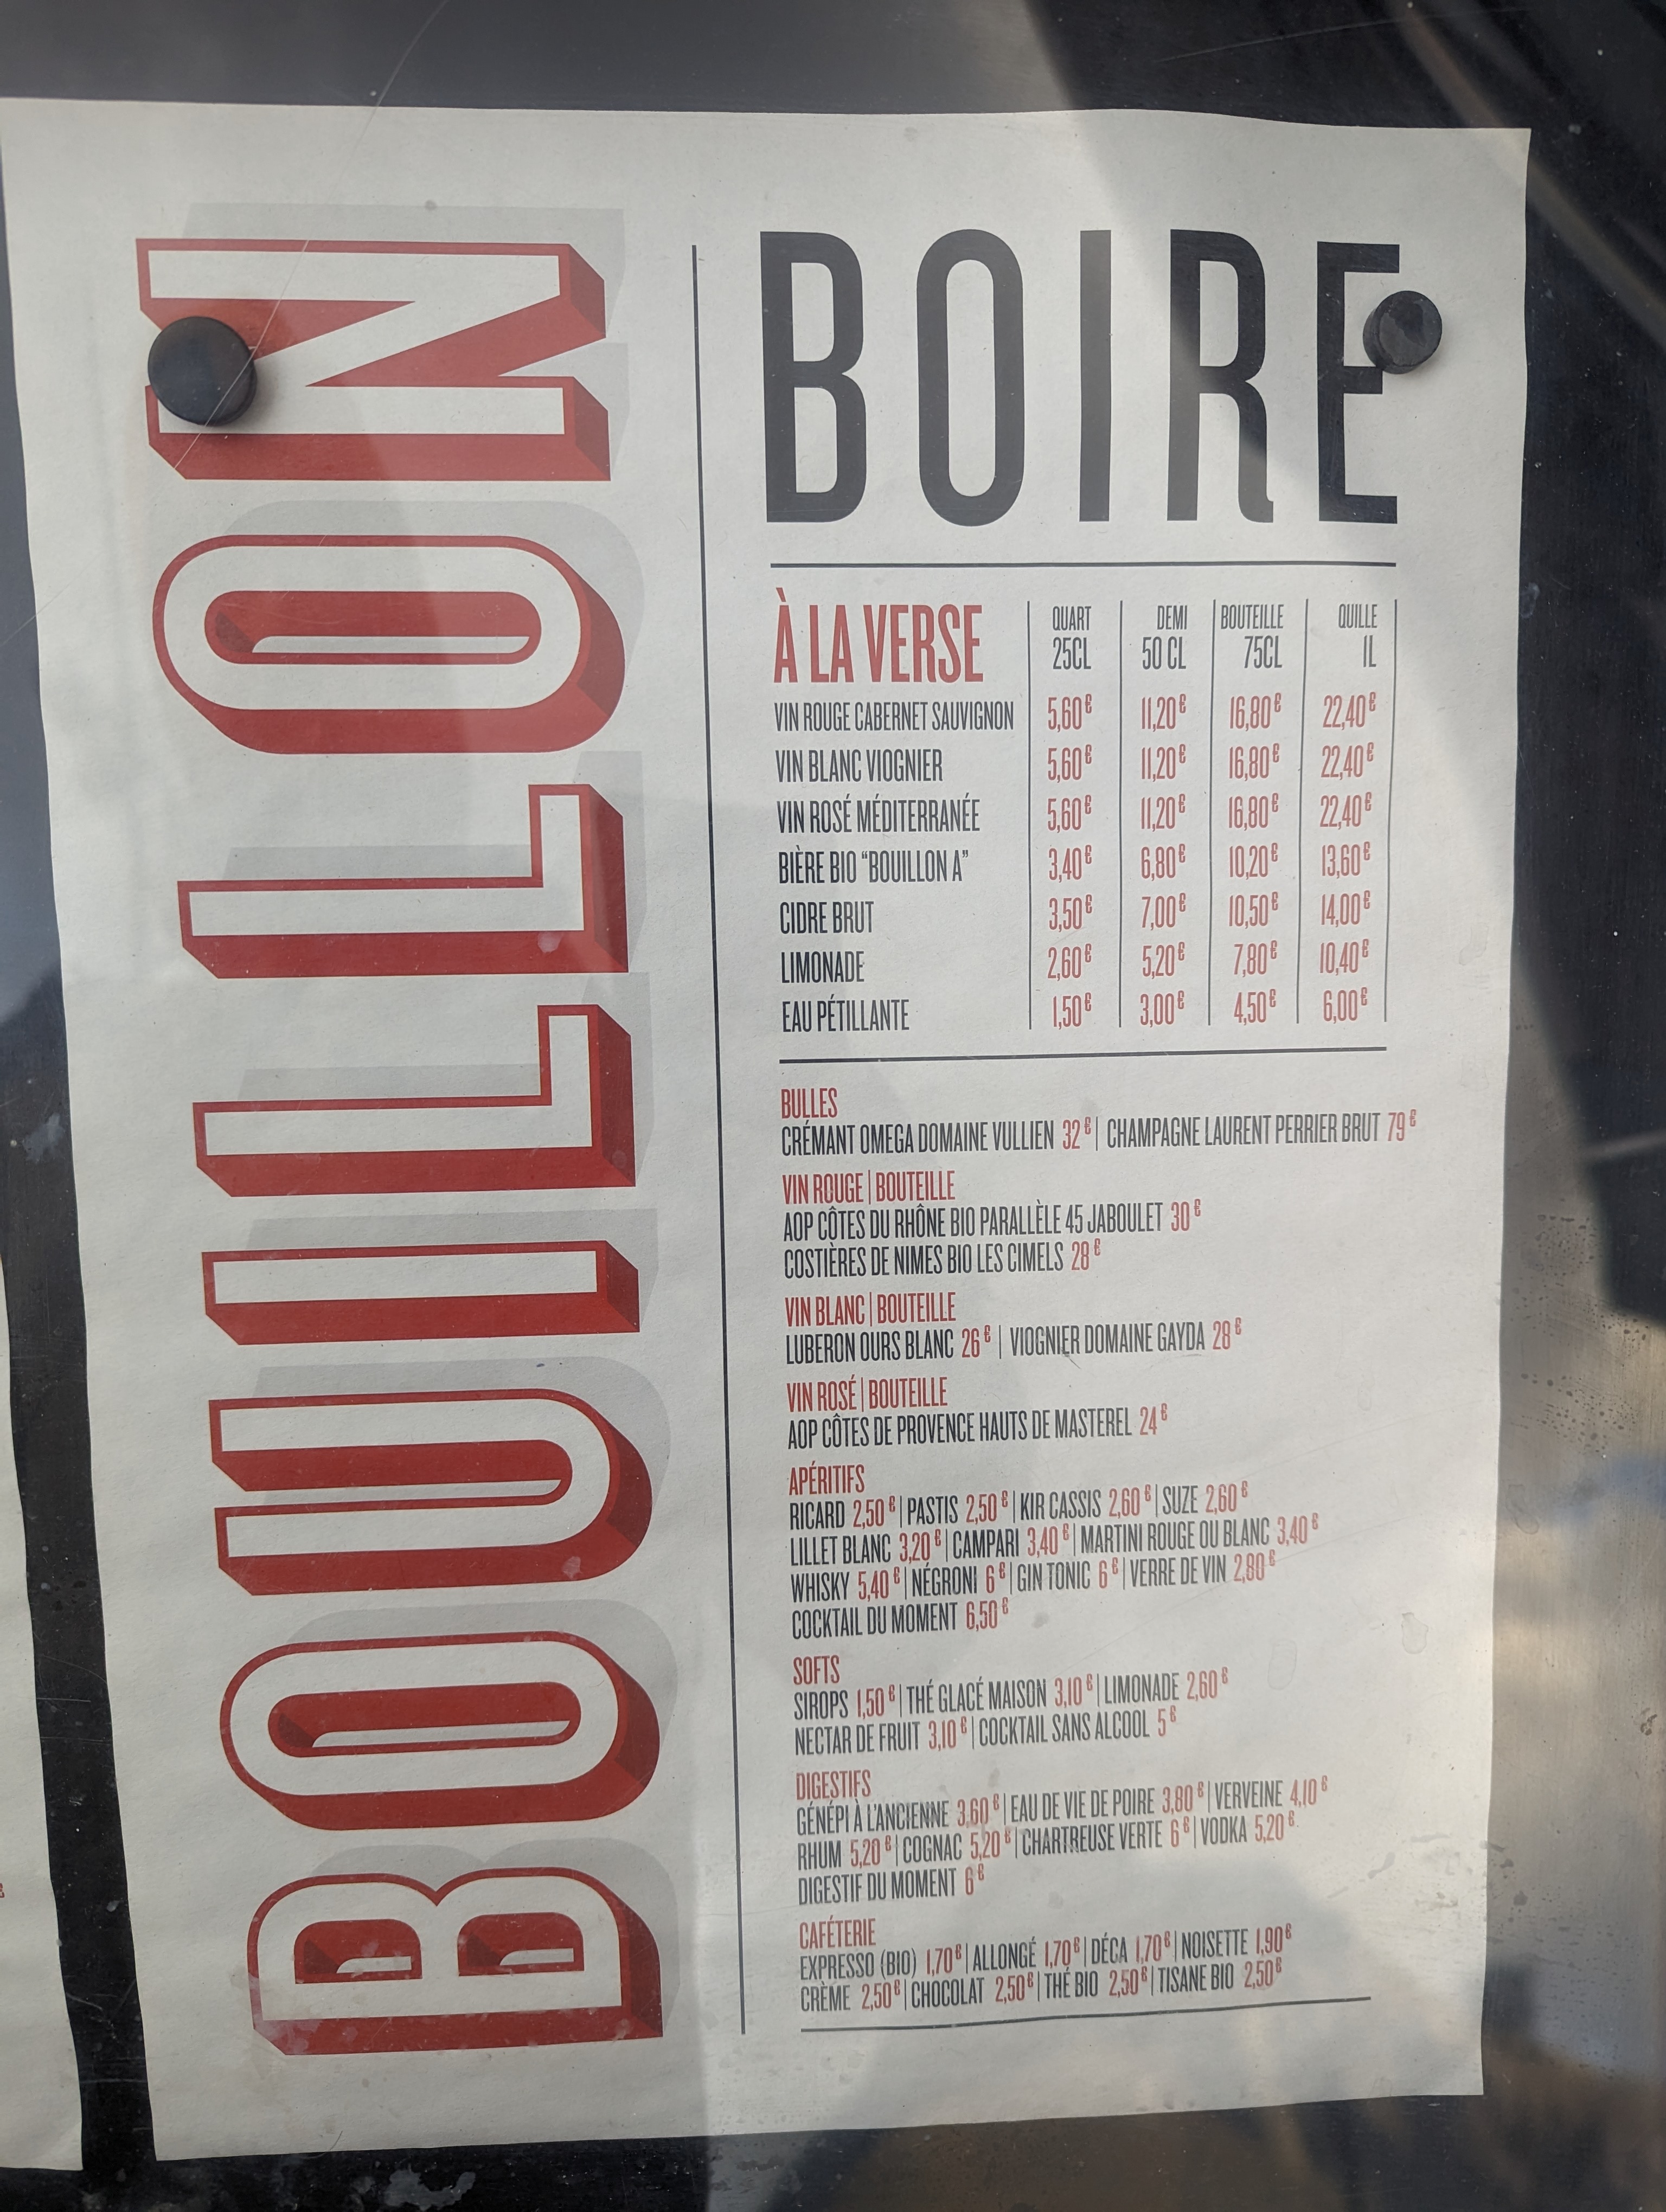 BOUILLON
BOIRE
À LA VERSE
QUART 25CL
DEMI 50 CL
BOUTEILLE 75CL
QUILLE 1L
VIN ROUGE CABERNET SAUVIGNON 5,60€ 11,20€ 16,80€ 22,40€
VIN BLANC VIOGNIER 5,60€ 11,20€ 16,80€ 22,40€
VIN ROSÉ MÉDITERRANÉE 5,60€ 11,20€ 16,80€ 22,40€
BIÈRE BIO “BOUILLON A” 3,40€ 6,80€ 10,20€ 13,60€
CIDRE BRUT 3,50€ 7,00€ 10,50€ 14,00€
LIMONADE 2,60€ 5,20€ 7,80€ 10,40€
EAU PÉTILLANTE 1,50€ 3,00€ 4,50€ 6,00€
BULLES
CRÉMANT OMEGA DOMAINE VULLIEN 32€ | CHAMPAGNE LAURENT PERRIER BRUT 79€
VIN ROUGE | BOUTEILLE
AOP CÔTES DU RHÔNE BIO PARALLÈLE 45 JABOULET 30€
COSTIÈRES DE NIMES BIO LES CIMELS 28€
VIN BLANC | BOUTEILLE
LUBERON OURS BLANC 26€ | VIOGNIER DOMAINE GAYDA 28€
VIN ROSÉ | BOUTEILLE
AOP CÔTES DE PROVENCE HAUTS DE MASTEREL 24€
APÉRITIFS
RICARD 2,50€ | PASTIS 2,50€ | KIR CASSIS 2,60€ | SUZE 2,60€
LILLET BLANC 3,20€ | CAMPARI 3,40€ | MARTINI ROUGE OU BLANC 3,40€
WHISKY 5,40€ | NÉGRONI 6€ | GIN TONIC 6€ | VERRE DE VIN 2,80€
COCKTAIL DU MOMENT 6,50€
SOFTS
SIROPS 1,50€ | THÉ GLACÉ MAISON 3,10€ | LIMONADE 2,60€
NECTAR DE FRUIT 3,10€ | COCKTAIL SANS ALCOOL 5€
DIGESTIFS
GÉNÉPI À L'ANCIENNE 3,60€ | EAU DE VIE DE POIRE 3,80€ | VERVEINE 4,10€
RHUM 5,20€ | COGNAC 5,20€ | CHARTREUSE VERTE 6€ | VODKA 5,20€
DIGESTIF DU MOMENT 6€
CAFÉTERIE
EXPRESSO (BIO) 1,70€ | ALLONGÉ 1,70€ | DÉCA 1,70€ | NOISETTE 1,90€
CRÈME 2,50€ | CHOCOLAT 2,50€ | THÉ BIO 2,50€ | TISANE BIO 2,50€